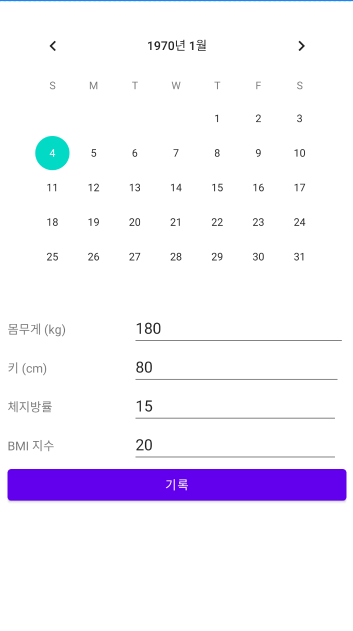 1970년 1월
S M T W T F S
1 2 3
4 5 6 7 8 9 10
11 12 13 14 15 16 17
18 19 20 21 22 23 24
25 26 27 28 29 30 31
몸무게 (kg) 180
키 (cm) 80
체지방률 15
BMI 지수 20
기록